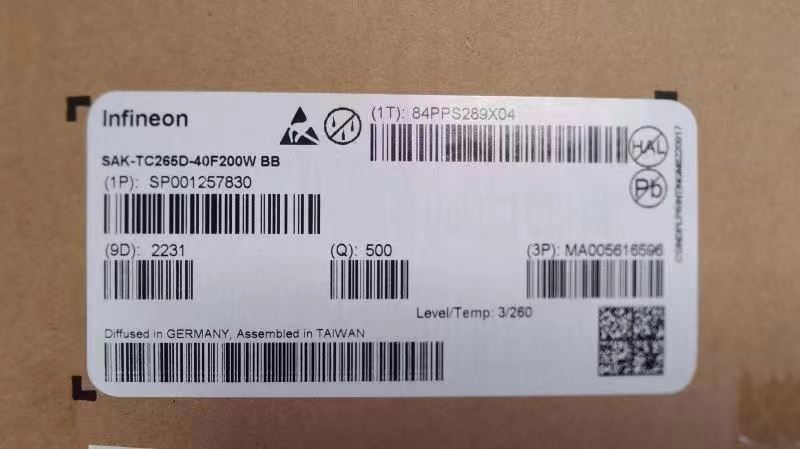 Infineon
(1T): 84PPS289X04
SAK-TC265D-40F200W BB
HAL
(1P): SP001257830
Pb
(9D): 2231
(Q): 500
(3P): MA005616596
Level/Temp: 3/260
Diffused in GERMANY, Assembled in TAIWAN